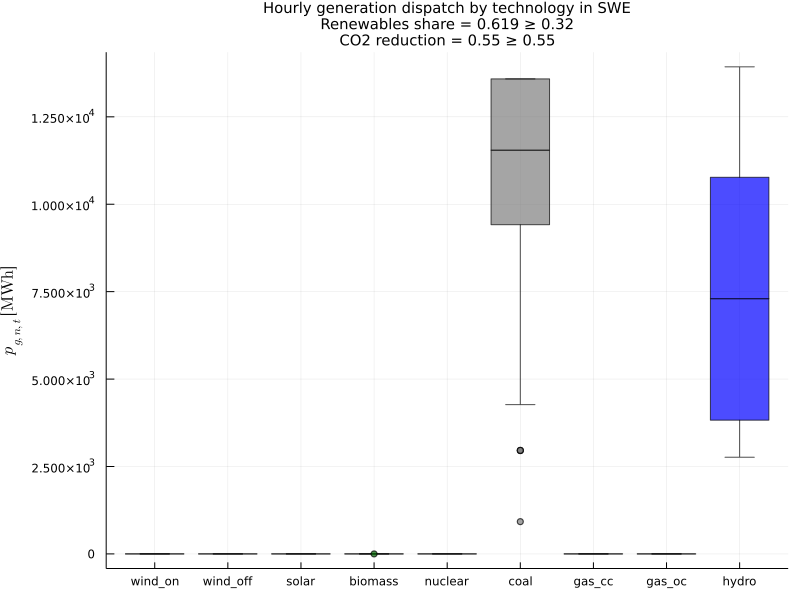 Hourly generation dispatch by technology in SWE
Renewables share = 0.619 ≥ 0.32
CO2 reduction = 0.55 ≥ 0.55
1.250×10⁴
1.000×10⁴
7.500×10³
5.000×10³
2.500×10³
0
p_{g,n,t} [MWh]
wind_on wind_off solar biomass nuclear coal gas_cc gas_oc hydro